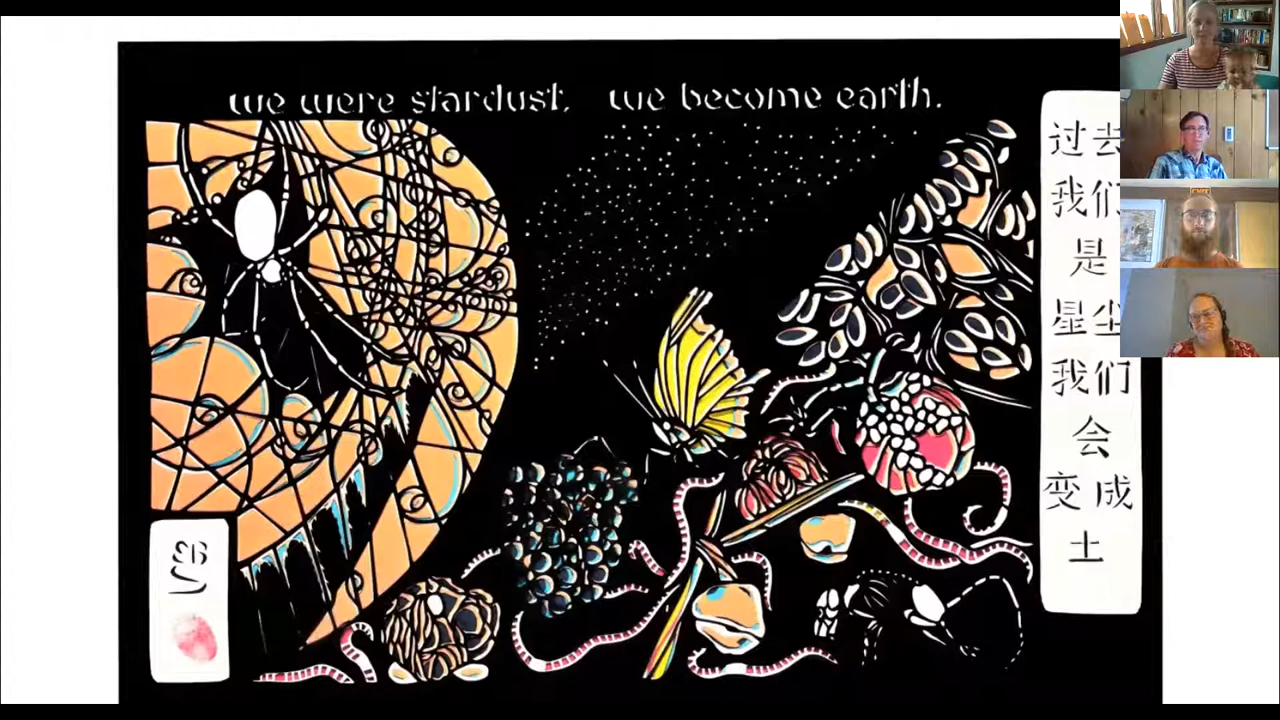 we were stardust, we become earth.
过去
我们
是
星尘
我们
会
变成
土